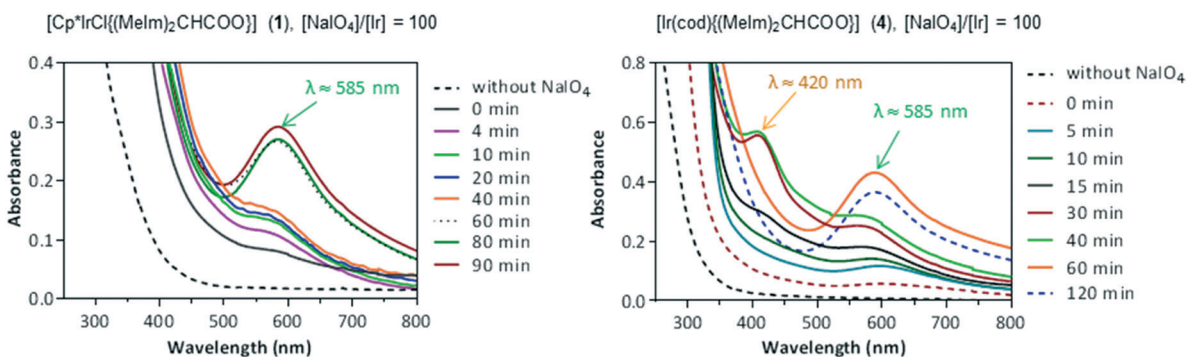 [Cp*IrCl{(MeIm)₂CHCOO}] (1), [NaIO₄]/[Ir] = 100
0.4
0.3
0.2
0.1
0.0
Absorbance
300 400 500 600 700 800
Wavelength (nm)
λ ≈ 585 nm
without NaIO₄
0 min
4 min
10 min
20 min
40 min
60 min
80 min
90 min
[Ir(cod){(MeIm)₂CHCOO}] (4), [NaIO₄]/[Ir] = 100
0.8
0.6
0.4
0.2
0.0
Absorbance
300 400 500 600 700 800
Wavelength (nm)
λ ≈ 420 nm
λ ≈ 585 nm
without NaIO₄
0 min
5 min
10 min
15 min
30 min
40 min
60 min
120 min